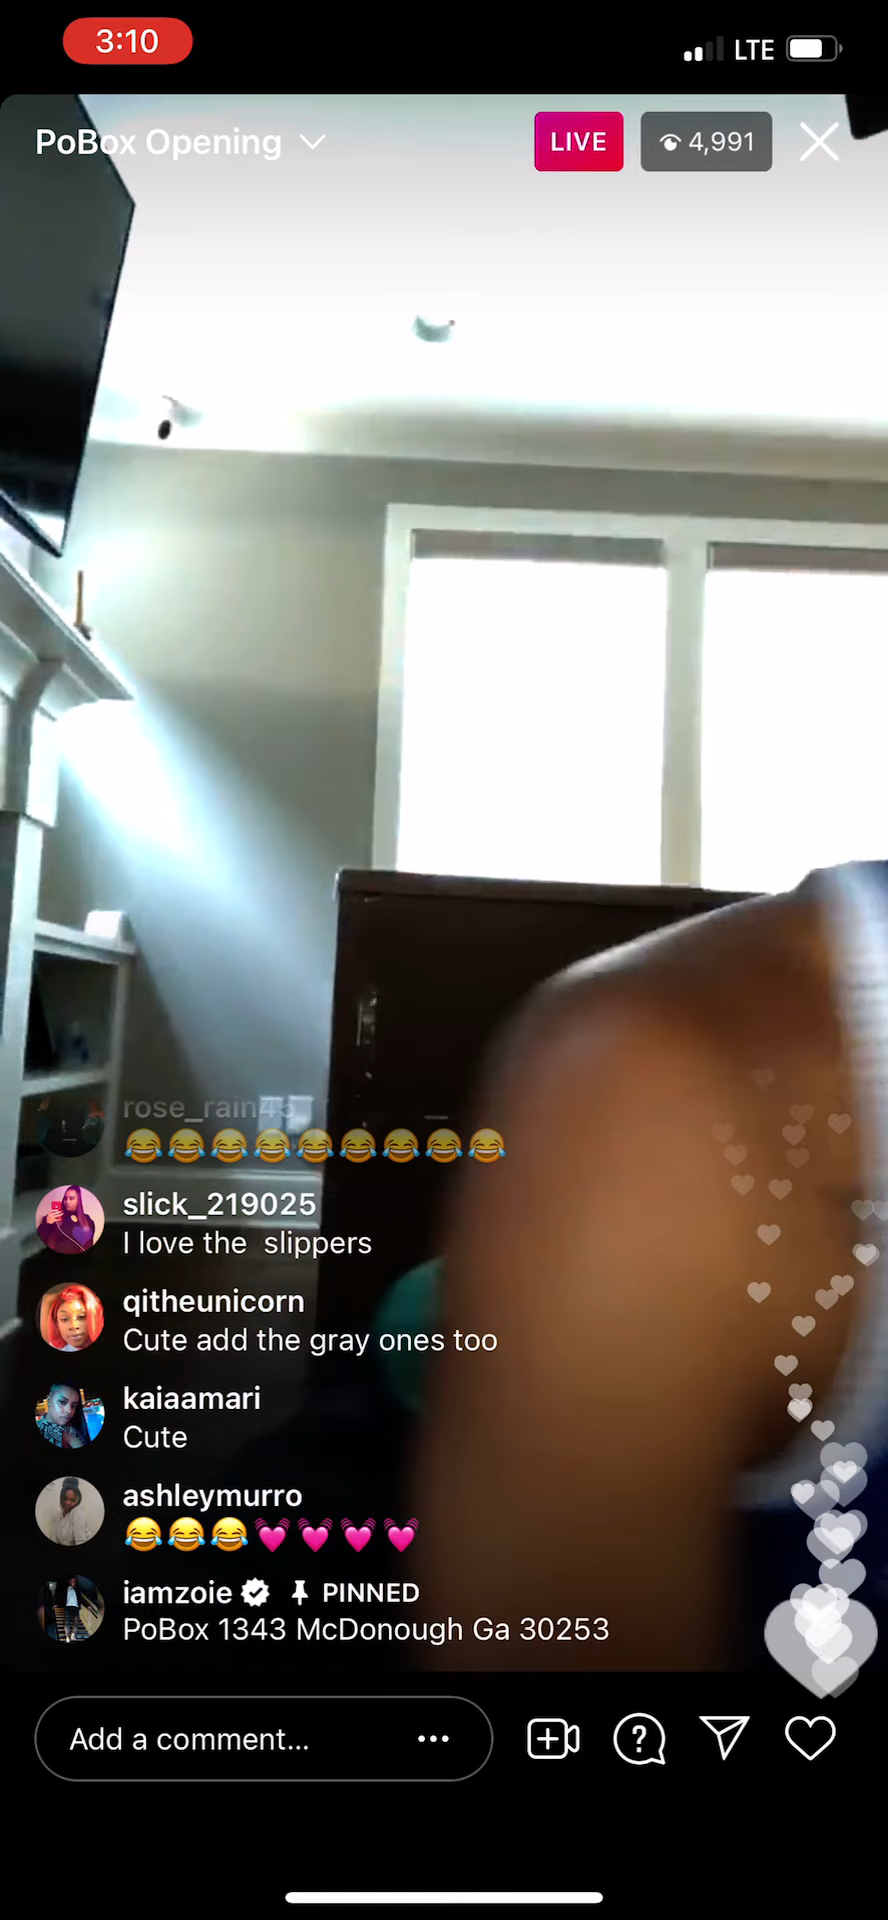 3:10
LTE
PoBox Opening
LIVE
4,991
rose_rain45
😂😂😂😂😂😂😂😂😂
slick_219025
I love the slippers
qitheunicorn
Cute add the gray ones too
kaiaamari
Cute
ashleymurro
😂😂😂💓💓💓💓
iamzoie PINNED
PoBox 1343 McDonough Ga 30253
Add a comment...